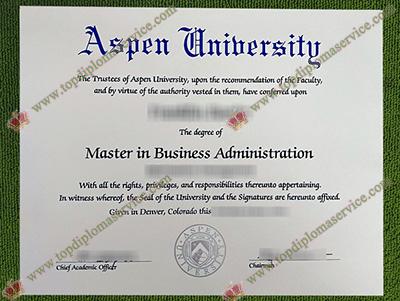 Aspen University
The Trustees of Aspen University, upon the recommendation of the Faculty,
and by virtue of the authority vested in them, have conferred upon
The degree of
Master in Business Administration
With all the rights, privileges, and responsibilities thereunto appertaining.
In witness whereof, the Seal of the University and the Signatures are hereunto affixed.
Given in Denver, Colorado this
ASPEN
UNIVERSITY
Chief Academic Officer
Chairman
www.topdiplomaservice.com